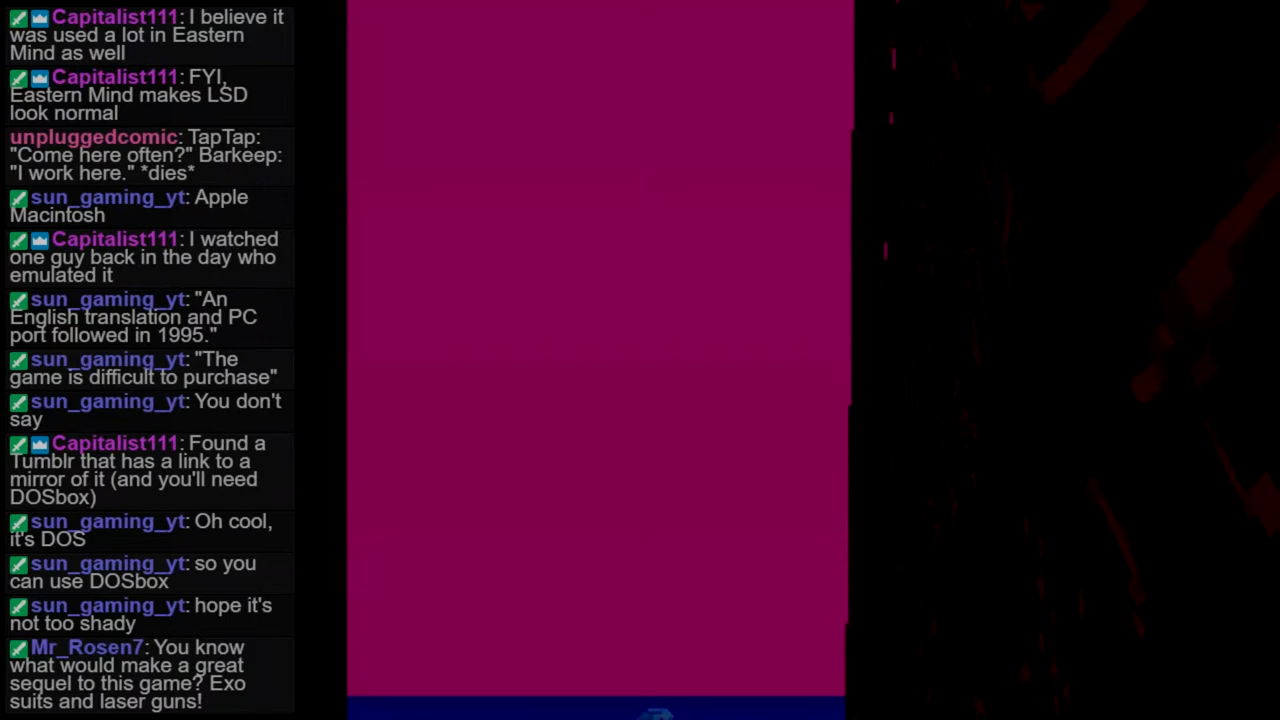 Capitalist111: I believe it
was used a lot in Eastern
Mind as well
Capitalist111: FYI,
Eastern Mind makes LSD
look normal
unpluggedcomic: TapTap:
"Come here often?" Barkeep:
"I work here." *dies*
sun_gaming_yt: Apple
Macintosh
Capitalist111: I watched
one guy back in the day who
emulated it
sun_gaming_yt: "An
English translation and PC
port followed in 1995."
sun_gaming_yt: "The
game is difficult to purchase"
sun_gaming_yt: You don't
say
Capitalist111: Found a
Tumblr that has a link to a
mirror of it (and you'll need
DOSbox)
sun_gaming_yt: Oh cool,
it's DOS
sun_gaming_yt: so you
can use DOSbox
sun_gaming_yt: hope it's
not too shady
Mr_Rosen7: You know
what would make a great
sequel to this game? Exo
suits and laser guns!